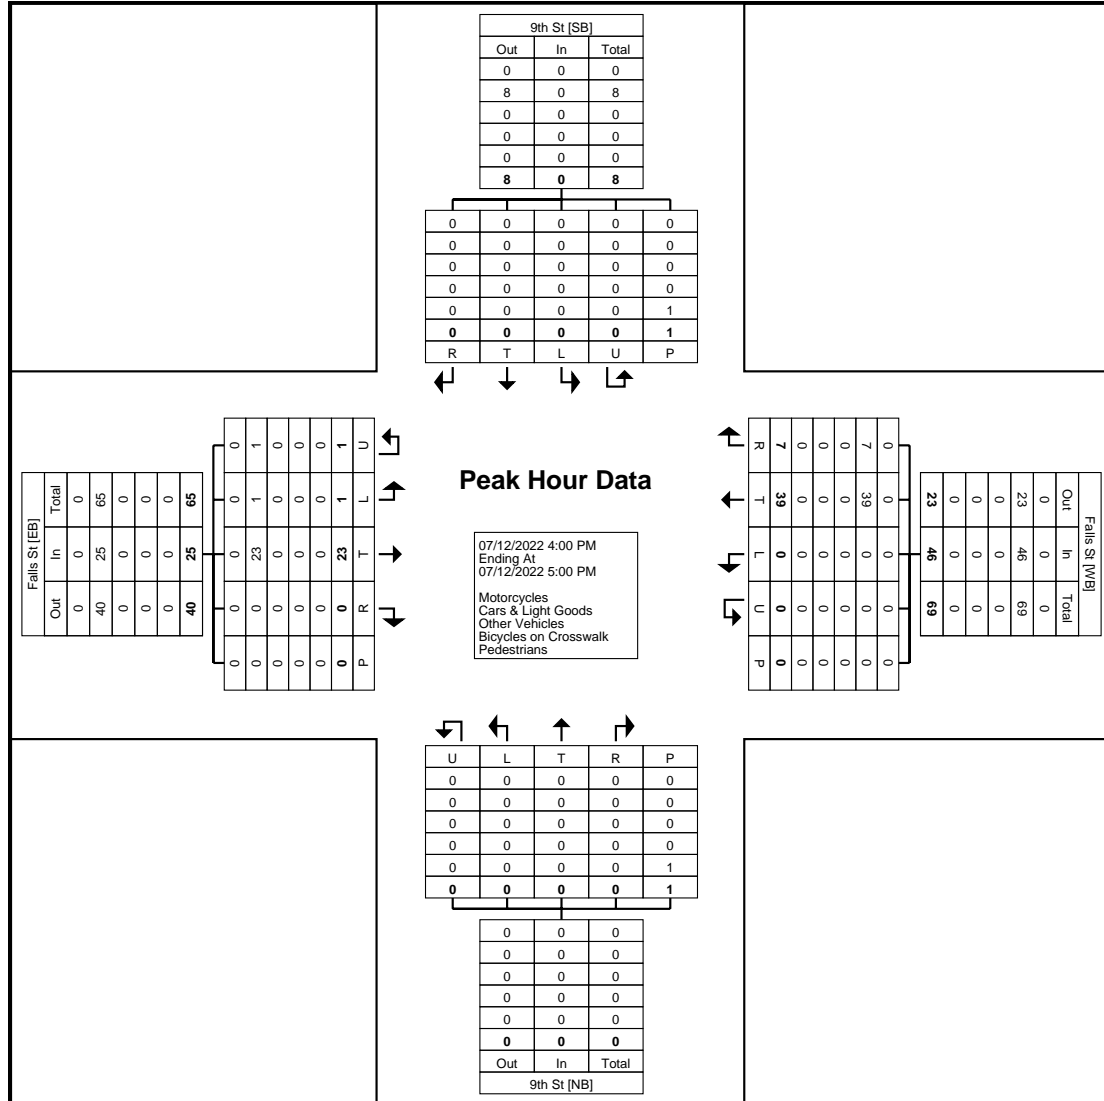 9th St [SB]
Out In Total
0 0 0
8 0 8
0 0 0
0 0 0
0 0 0
8 0 8
0 0 0 0 0
0 0 0 0 0
0 0 0 0 0
0 0 0 0 0
0 0 0 0 1
0 0 0 0 1
R T L U P
Falls St [EB]
Total In Out
0 0 0
65 25 40
0 0 0
0 0 0
0 0 0
65 25 40
0 0 0 0 0
1 1 23 0 0
0 0 0 0 0
0 0 0 0 0
0 0 0 0 0
1 1 23 0 0
U L T R P
Peak Hour Data
07/12/2022 4:00 PM
Ending At
07/12/2022 5:00 PM
Motorcycles
Cars & Light Goods
Other Vehicles
Bicycles on Crosswalk
Pedestrians
R T L U P
7 39 0 0 0
0 0 0 0 0
0 0 0 0 0
0 0 0 0 0
7 39 0 0 0
0 0 0 0 0
23 46 69
0 0 0
0 0 0
0 0 0
23 46 69
0 0 0
Out In Total
Falls St [WB]
U L T R P
0 0 0 0 0
0 0 0 0 0
0 0 0 0 0
0 0 0 0 0
0 0 0 0 1
0 0 0 0 1
0 0 0
0 0 0
0 0 0
0 0 0
0 0 0
0 0 0
Out In Total
9th St [NB]